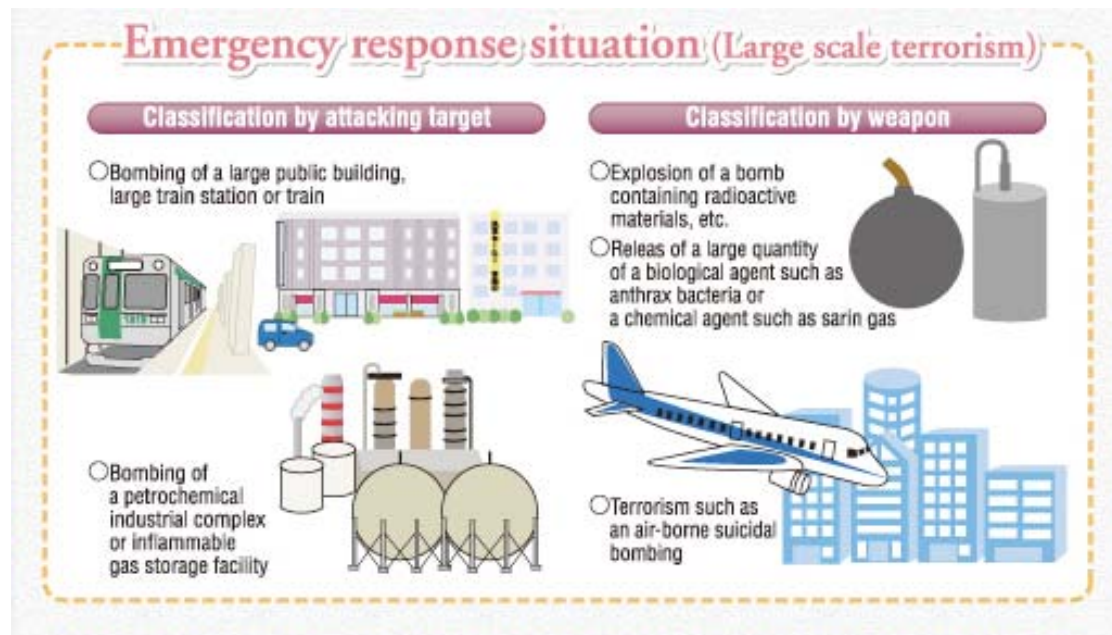 Emergency response situation (Large scale terrorism)
Classification by attacking target
○Bombing of a large public building,
large train station or train
○Bombing of
a petrochemical
industrial complex
or inflammable
gas storage facility
Classification by weapon
○Explosion of a bomb
containing radioactive
materials, etc.
○Releas of a large quantity
of a biological agent such as
anthrax bacteria or
a chemical agent such as sarin gas
○Terrorism such as
an air-borne suicidal
bombing